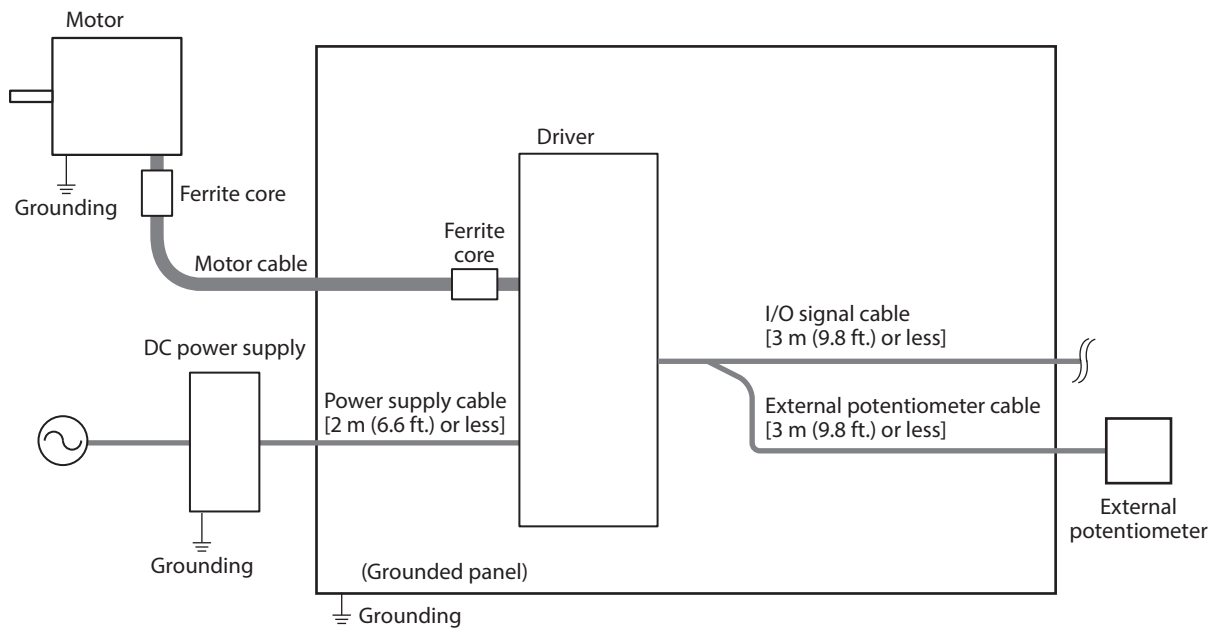 Motor
Driver
Ferrite core
Grounding
Ferrite
core
Motor cable
I/O signal cable
[3 m (9.8 ft.) or less]
DC power supply
Power supply cable
[2 m (6.6 ft.) or less]
External potentiometer cable
[3 m (9.8 ft.) or less]
External
potentiometer
Grounding
(Grounded panel)
Grounding